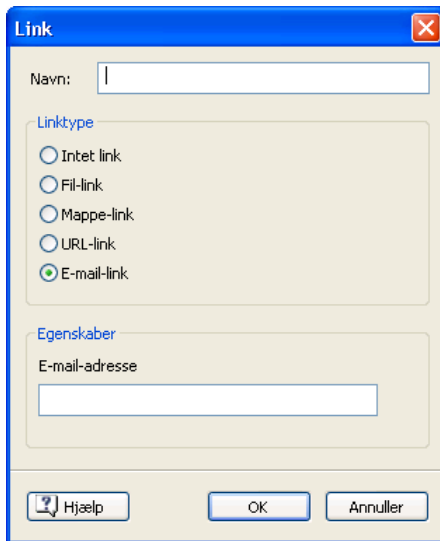 Link
Navn:
Linktype
Intet link
Fil-link
Mappe-link
URL-link
E-mail-link
Egenskaber
E-mail-adresse
Hjælp OK Annuller